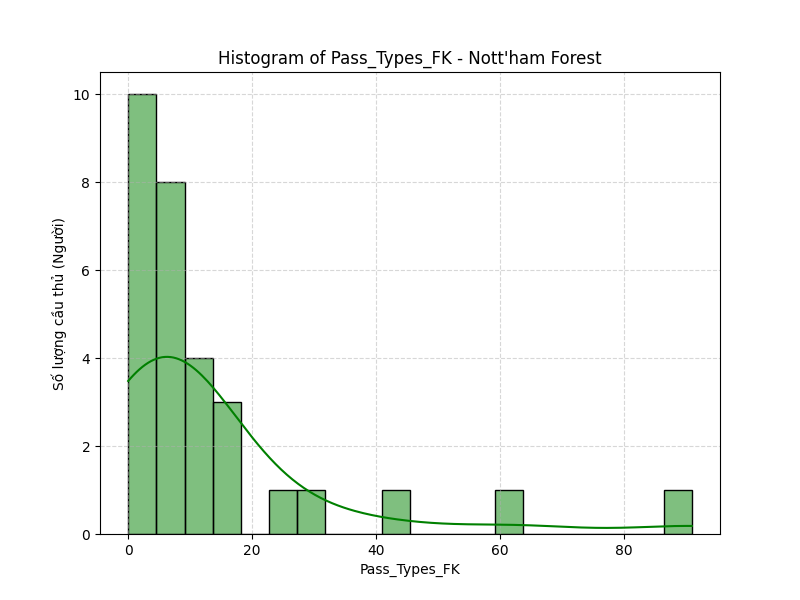 Histogram of Pass_Types_FK - Nott'ham Forest
Số lượng cầu thủ (Người)
10
8
6
4
2
0
0 20 40 60 80
Pass_Types_FK